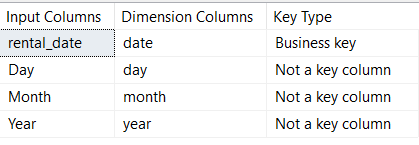 Input Columns Dimension Columns Key Type
rental_date date Business key
Day day Not a key column
Month month Not a key column
Year year Not a key column